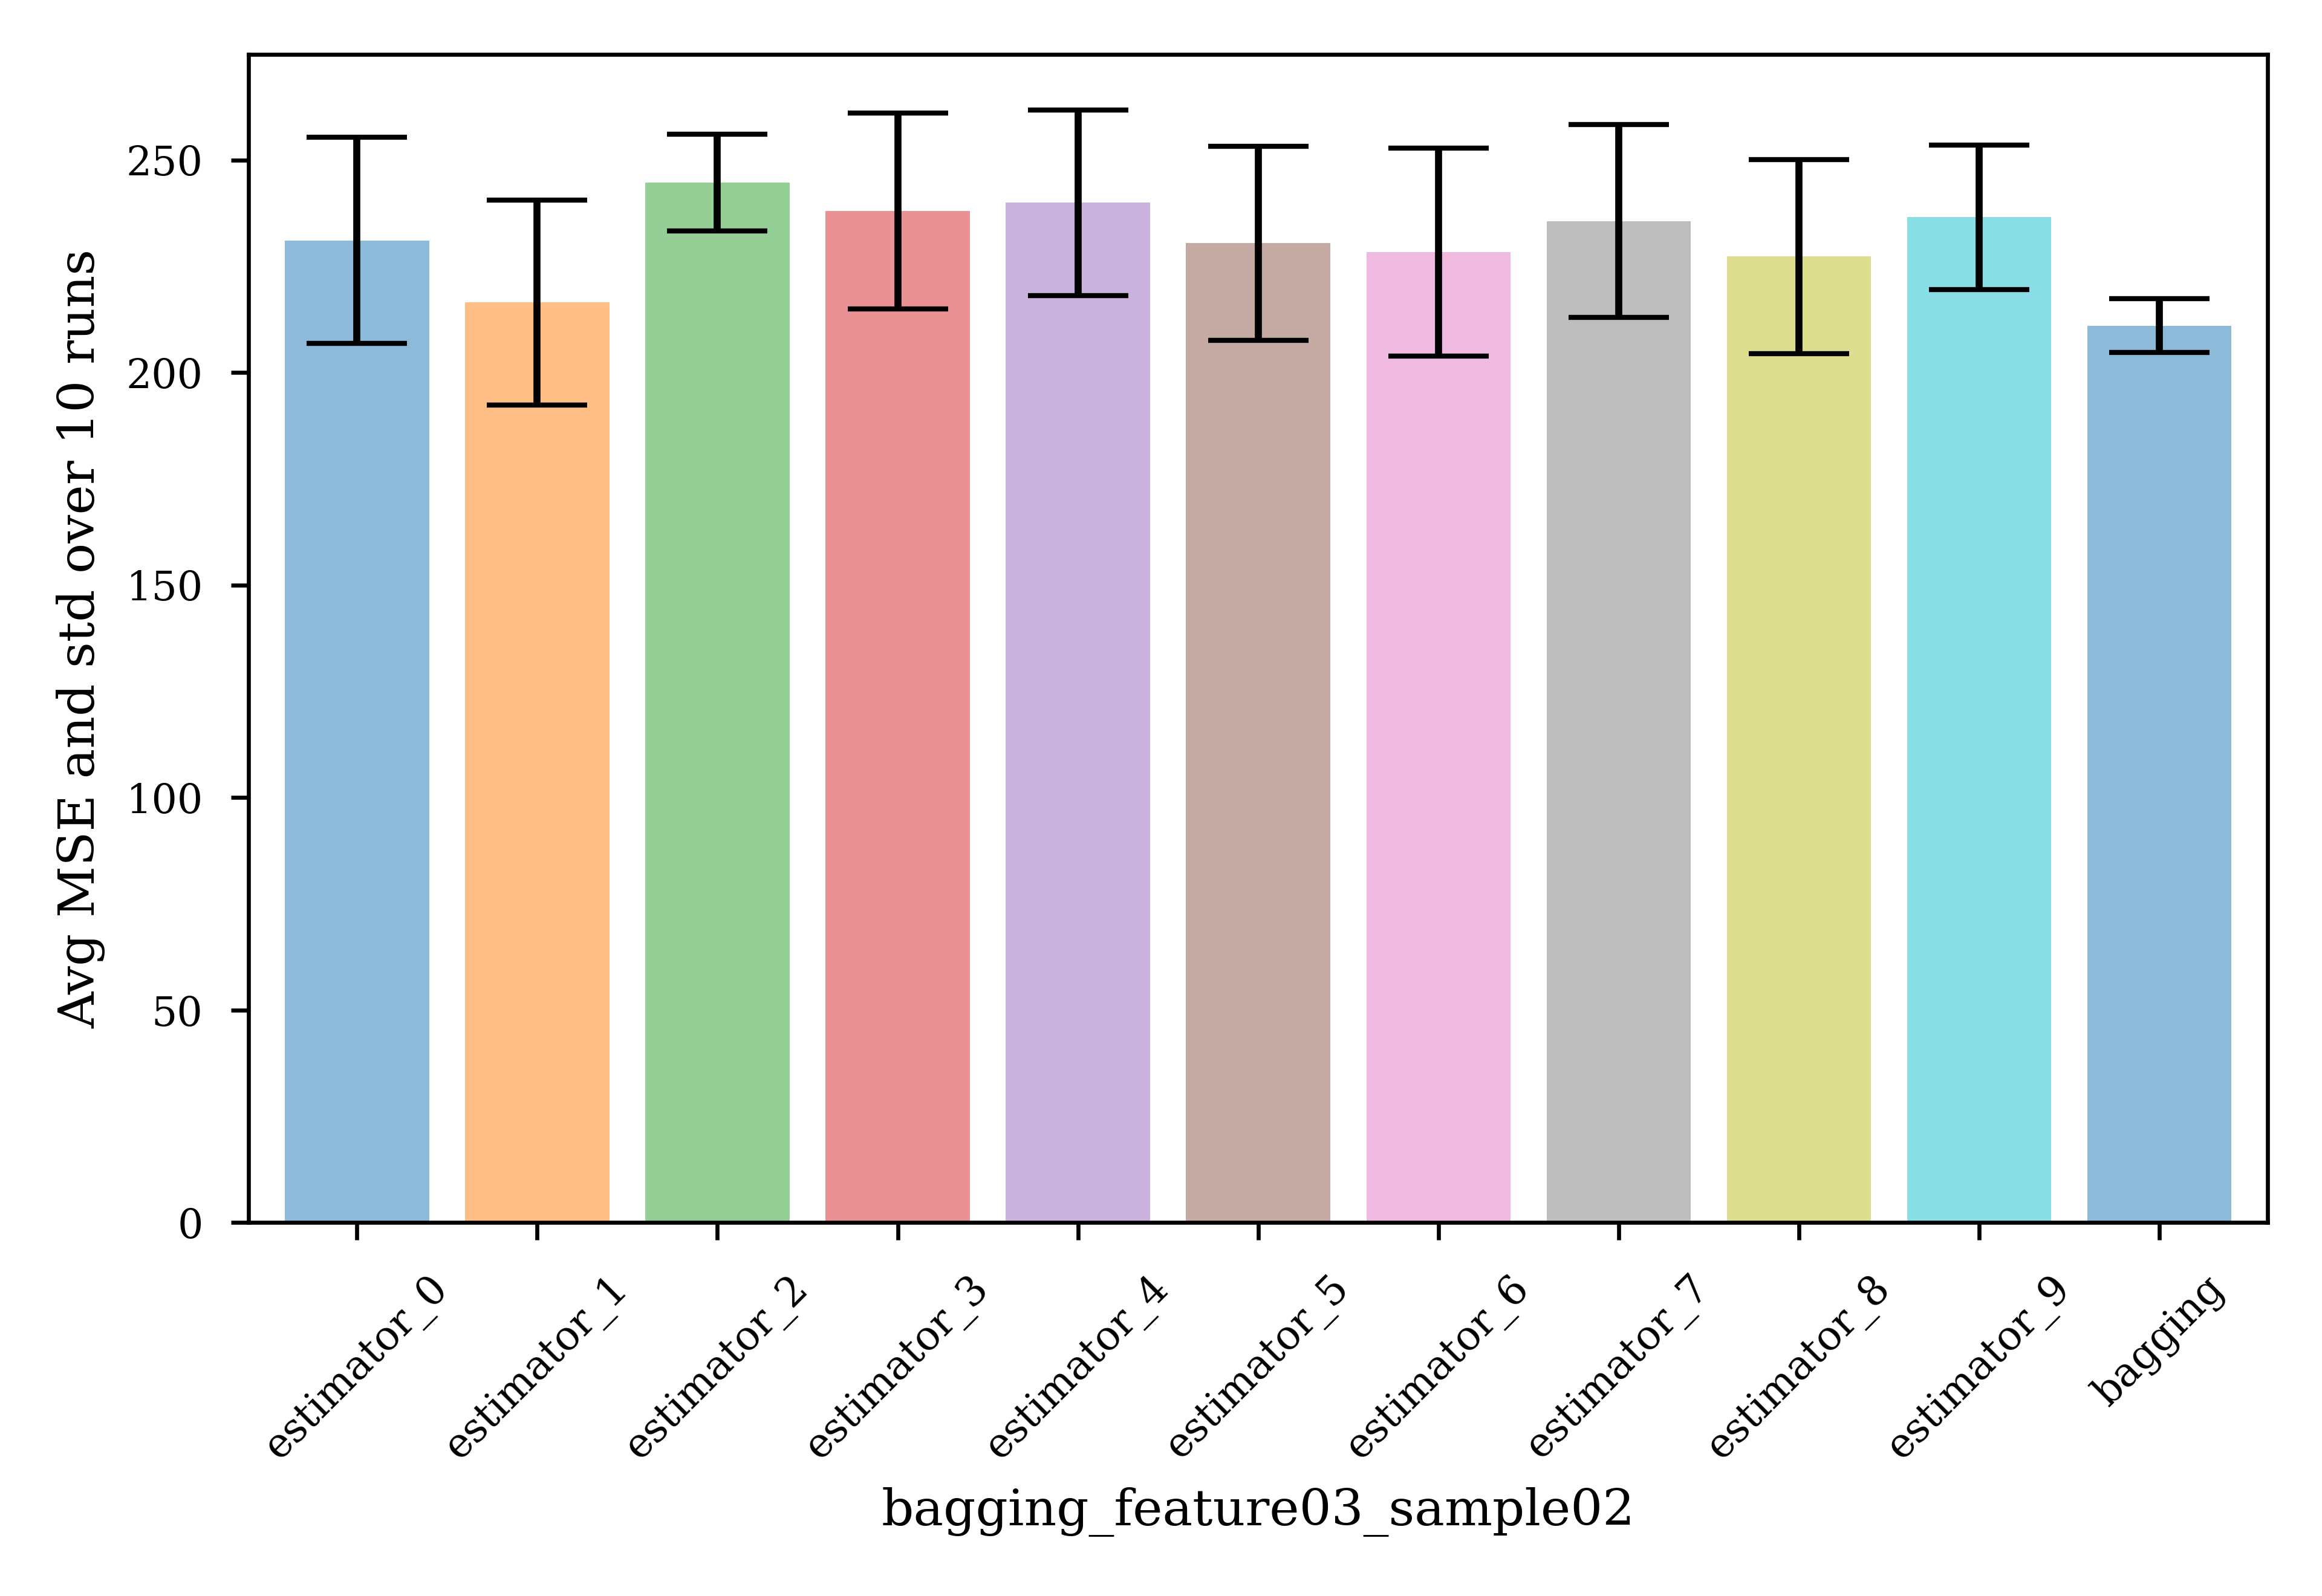 Avg MSE and std over 10 runs
250
200
150
100
50
0
estimator_0
estimator_1
estimator_2
estimator_3
estimator_4
estimator_5
estimator_6
estimator_7
estimator_8
estimator_9
bagging
bagging_feature03_sample02